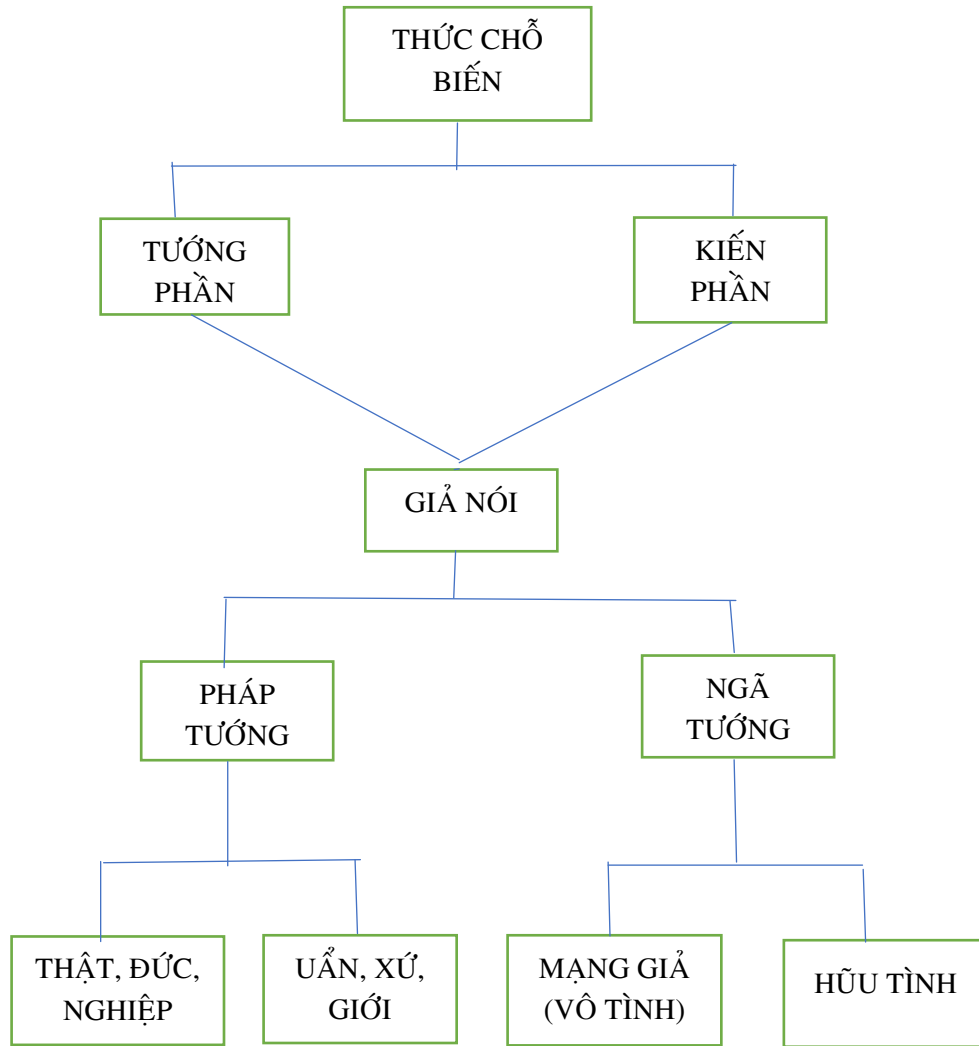 THỨC CHỖ
BIẾN
TƯỚNG
PHẦN
KIẾN
PHẦN
GIẢ NÓI
PHÁP
TƯỚNG
NGÃ
TƯỚNG
THẬT, ĐỨC,
NGHIỆP
UẨN, XỨ,
GIỚI
MẠNG GIẢ
(VÔ TÌNH)
HŨU TÌNH